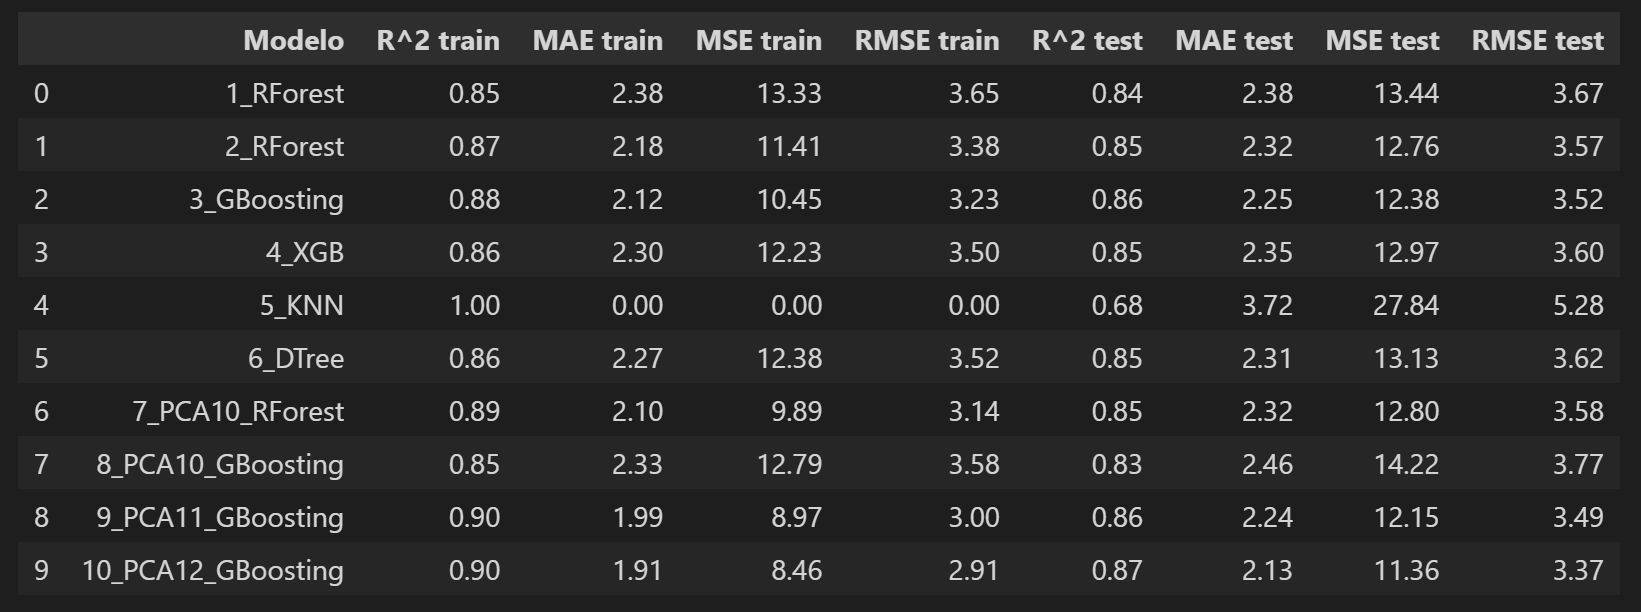 Modelo R^2 train MAE train MSE train RMSE train R^2 test MAE test MSE test RMSE test
0 1_RForest 0.85 2.38 13.33 3.65 0.84 2.38 13.44 3.67
1 2_RForest 0.87 2.18 11.41 3.38 0.85 2.32 12.76 3.57
2 3_GBoosting 0.88 2.12 10.45 3.23 0.86 2.25 12.38 3.52
3 4_XGB 0.86 2.30 12.23 3.50 0.85 2.35 12.97 3.60
4 5_KNN 1.00 0.00 0.00 0.00 0.68 3.72 27.84 5.28
5 6_DTree 0.86 2.27 12.38 3.52 0.85 2.31 13.13 3.62
6 7_PCA10_RForest 0.89 2.10 9.89 3.14 0.85 2.32 12.80 3.58
7 8_PCA10_GBoosting 0.85 2.33 12.79 3.58 0.83 2.46 14.22 3.77
8 9_PCA11_GBoosting 0.90 1.99 8.97 3.00 0.86 2.24 12.15 3.49
9 10_PCA12_GBoosting 0.90 1.91 8.46 2.91 0.87 2.13 11.36 3.37